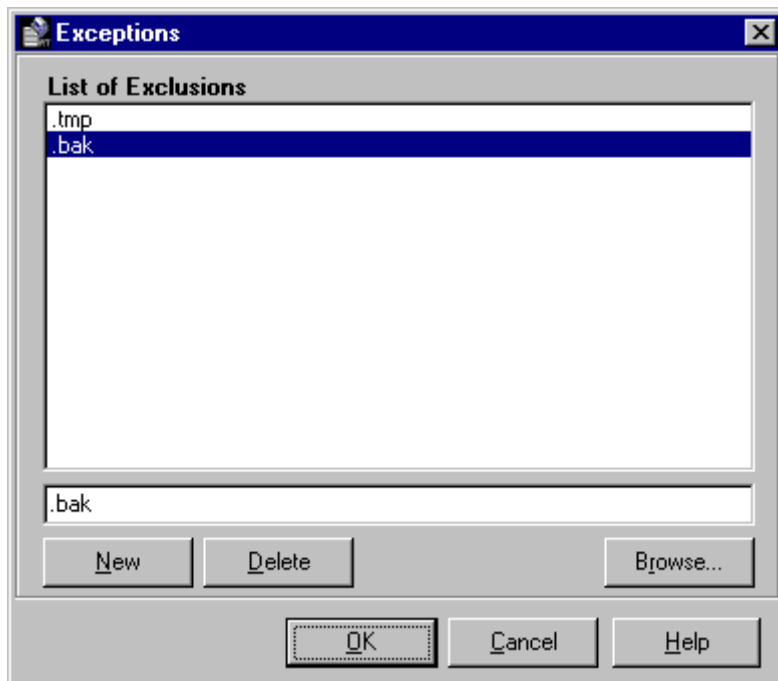 Exceptions
List of Exclusions
.tmp
.bak
.bak
New Delete Browse...
OK Cancel Help